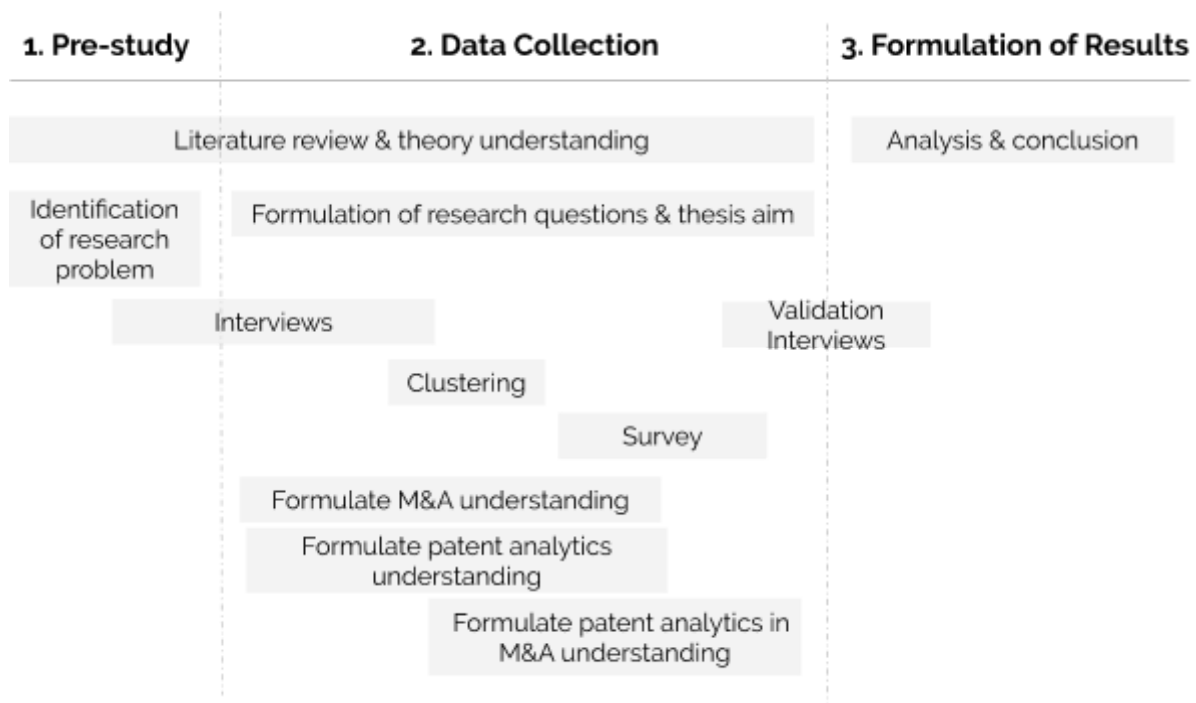 1. Pre-study
2. Data Collection
3. Formulation of Results
Literature review & theory understanding
Analysis & conclusion
Identification
of research
problem
Formulation of research questions & thesis aim
Interviews
Validation
Interviews
Clustering
Survey
Formulate M&A understanding
Formulate patent analytics
understanding
Formulate patent analytics in
M&A understanding